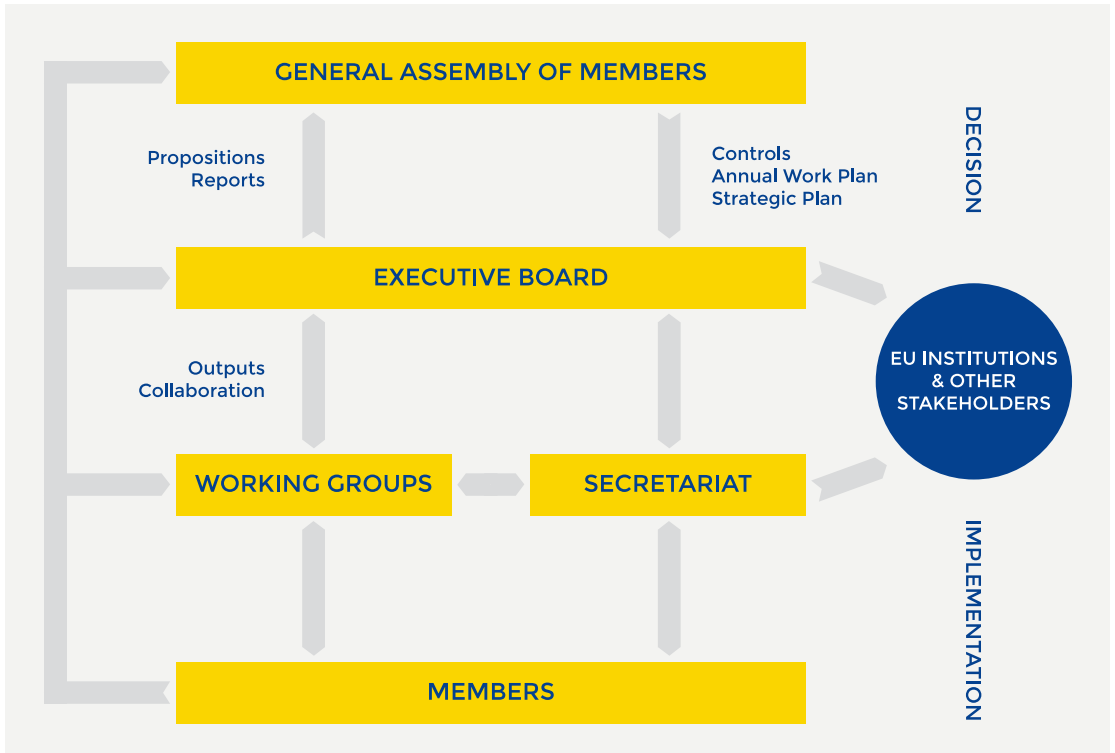 GENERAL ASSEMBLY OF MEMBERS
Propositions
Reports
Controls
Annual Work Plan
Strategic Plan
DECISION
EXECUTIVE BOARD
Outputs
Collaboration
EU INSTITUTIONS
& OTHER
STAKEHOLDERS
WORKING GROUPS
SECRETARIAT
IMPLEMENTATION
MEMBERS